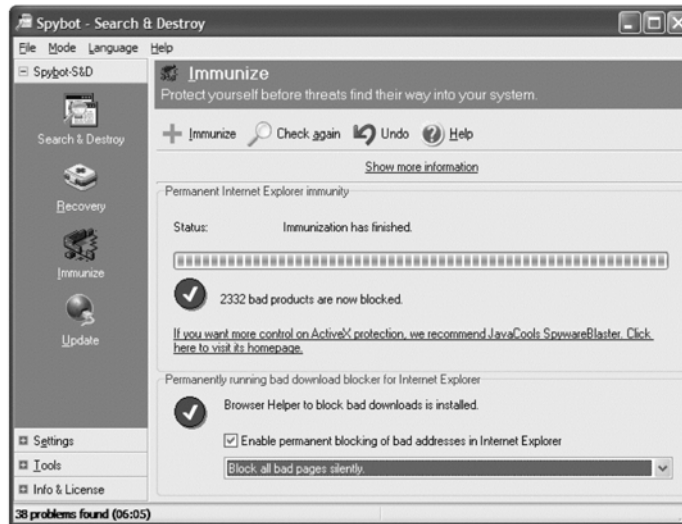 Spybot - Search & Destroy
File Mode Language Help
Spybot-S&D
Search & Destroy
Recovery
Immunize
Update
Settings
Tools
Info & License
Immunize
Protect yourself before threats find their way into your system.
Immunize Check again Undo Help
Show more information
Permanent Internet Explorer immunity
Status: Immunization has finished.
2332 bad products are now blocked.
If you want more control on ActiveX protection, we recommend JavaCools SpywareBlaster. Click
here to visit its homepage.
Permanently running bad download blocker for Internet Explorer
Browser Helper to block bad downloads is installed.
Enable permanent blocking of bad addresses in Internet Explorer
Block all bad pages silently.
38 problems found (06:05)